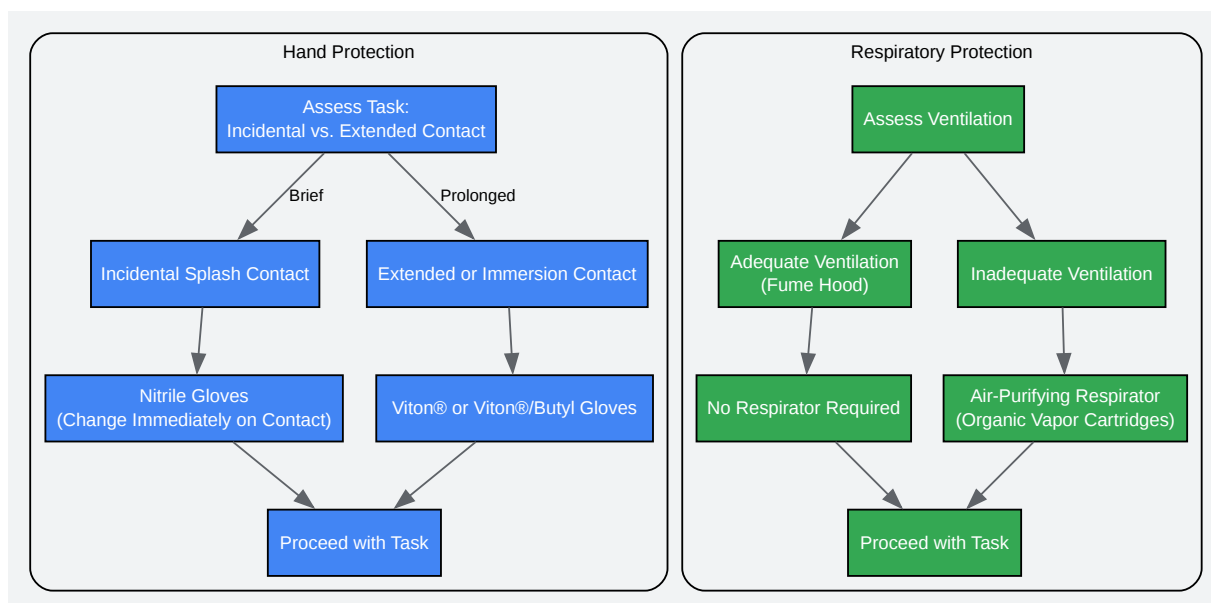 Hand Protection
Assess Task:
Incidental vs. Extended Contact
Brief
Prolonged
Incidental Splash Contact
Extended or Immersion Contact
Nitrile Gloves
(Change Immediately on Contact)
Viton® or Viton®/Butyl Gloves
Proceed with Task
Respiratory Protection
Assess Ventilation
Adequate Ventilation
(Fume Hood)
Inadequate Ventilation
No Respirator Required
Air-Purifying Respirator
(Organic Vapor Cartridges)
Proceed with Task